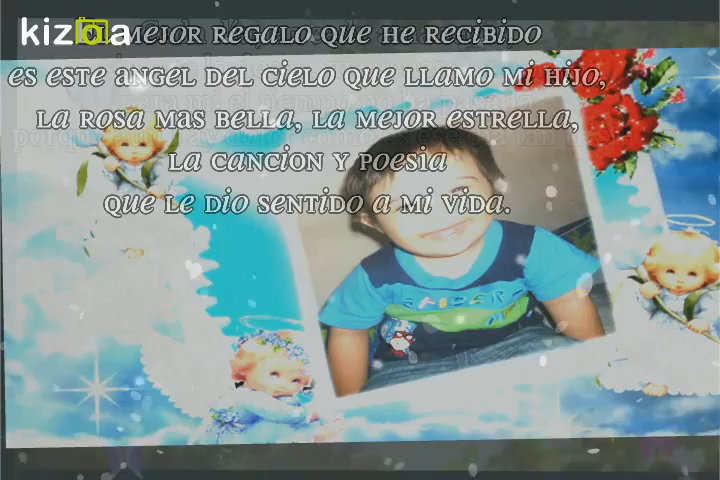 kizoa
MEJOR REGALO QUE HE RECIBIDO
ES ESTE ANGEL DEL CIELO QUE LLAMO MI HIJO,
LA ROSA MAS BELLA, LA MEJOR ESTRELLA,
LA CANCION Y POESIA
QUE LE DIO SENTIDO A MI VIDA.